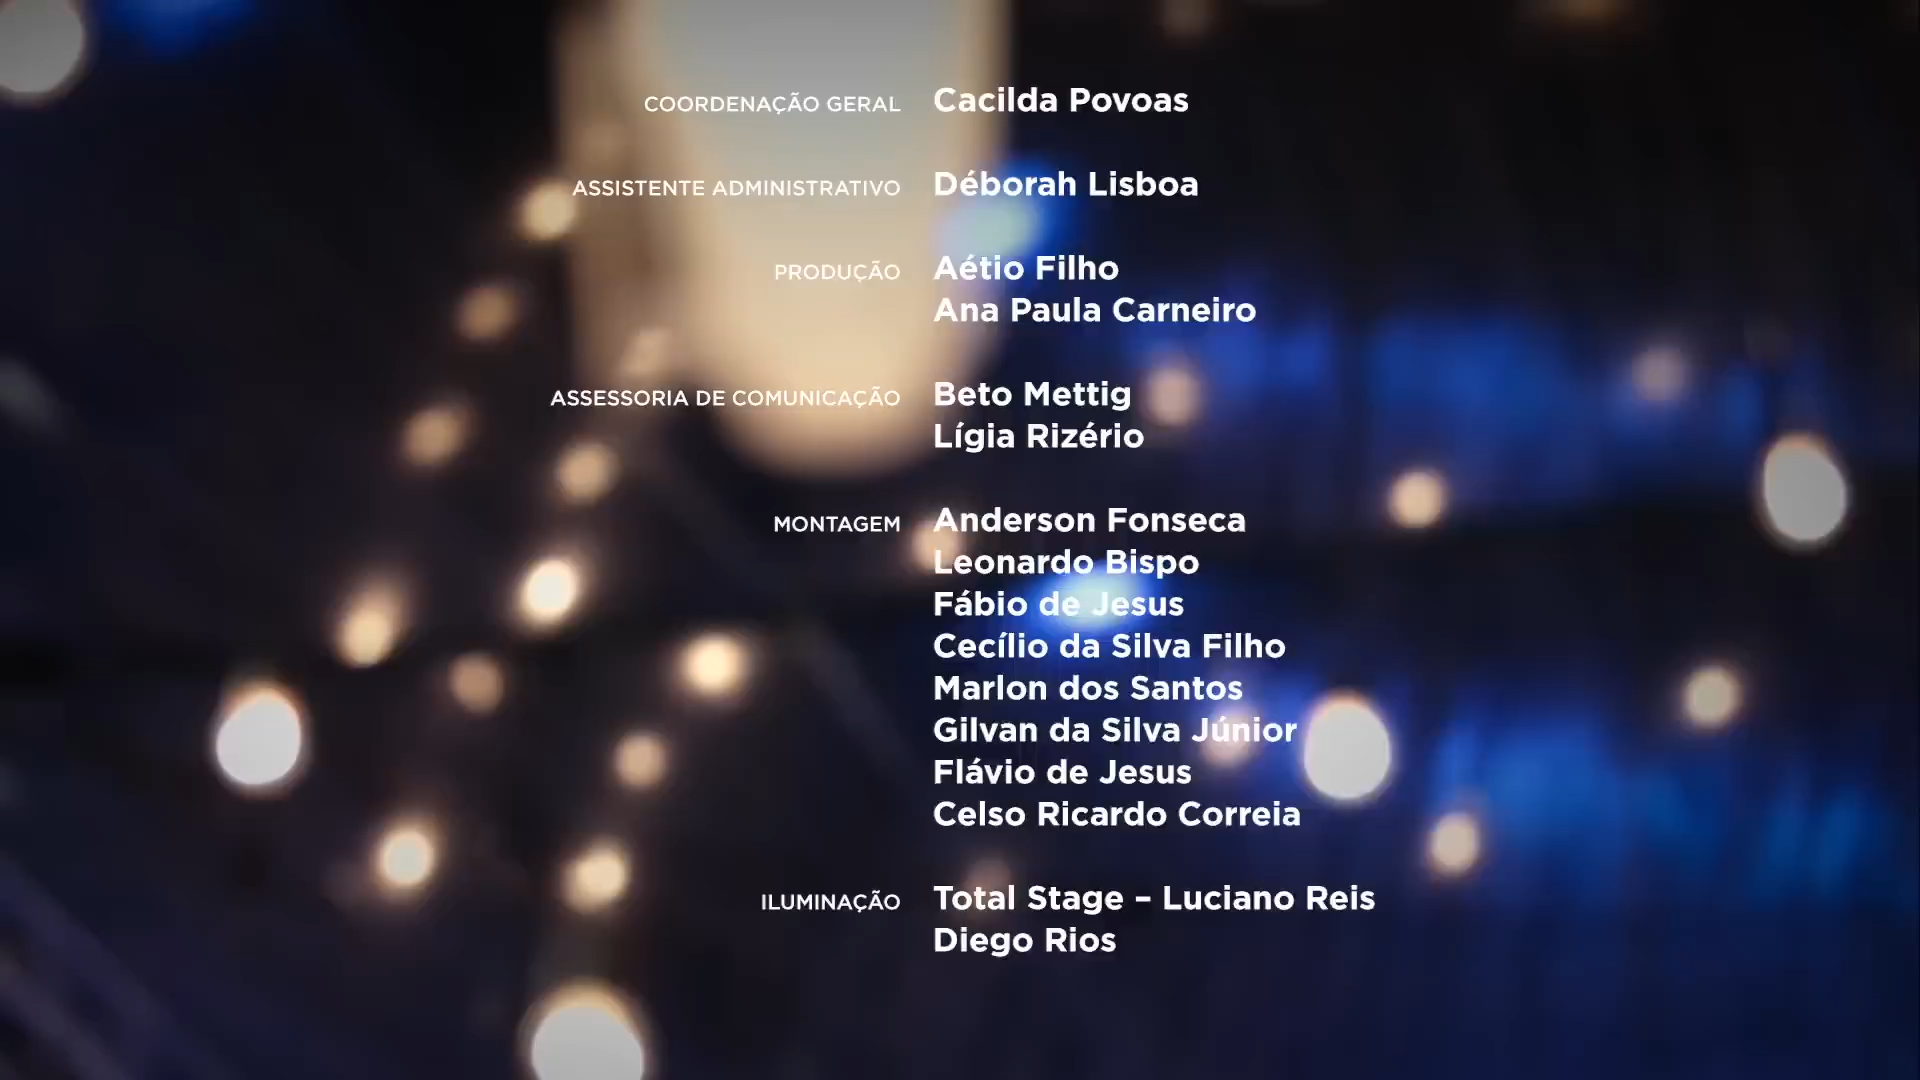 COORDENAÇÃO GERAL Cacilda Povoas
ASSISTENTE ADMINISTRATIVO Déborah Lisboa
PRODUÇÃO Aétio Filho
Ana Paula Carneiro
ASSESSORIA DE COMUNICAÇÃO Beto Mettig
Lígia Rizério
MONTAGEM Anderson Fonseca
Leonardo Bispo
Fábio de Jesus
Cecílio da Silva Filho
Marlon dos Santos
Gilvan da Silva Júnior
Flávio de Jesus
Celso Ricardo Correia
ILUMINAÇÃO Total Stage – Luciano Reis
Diego Rios